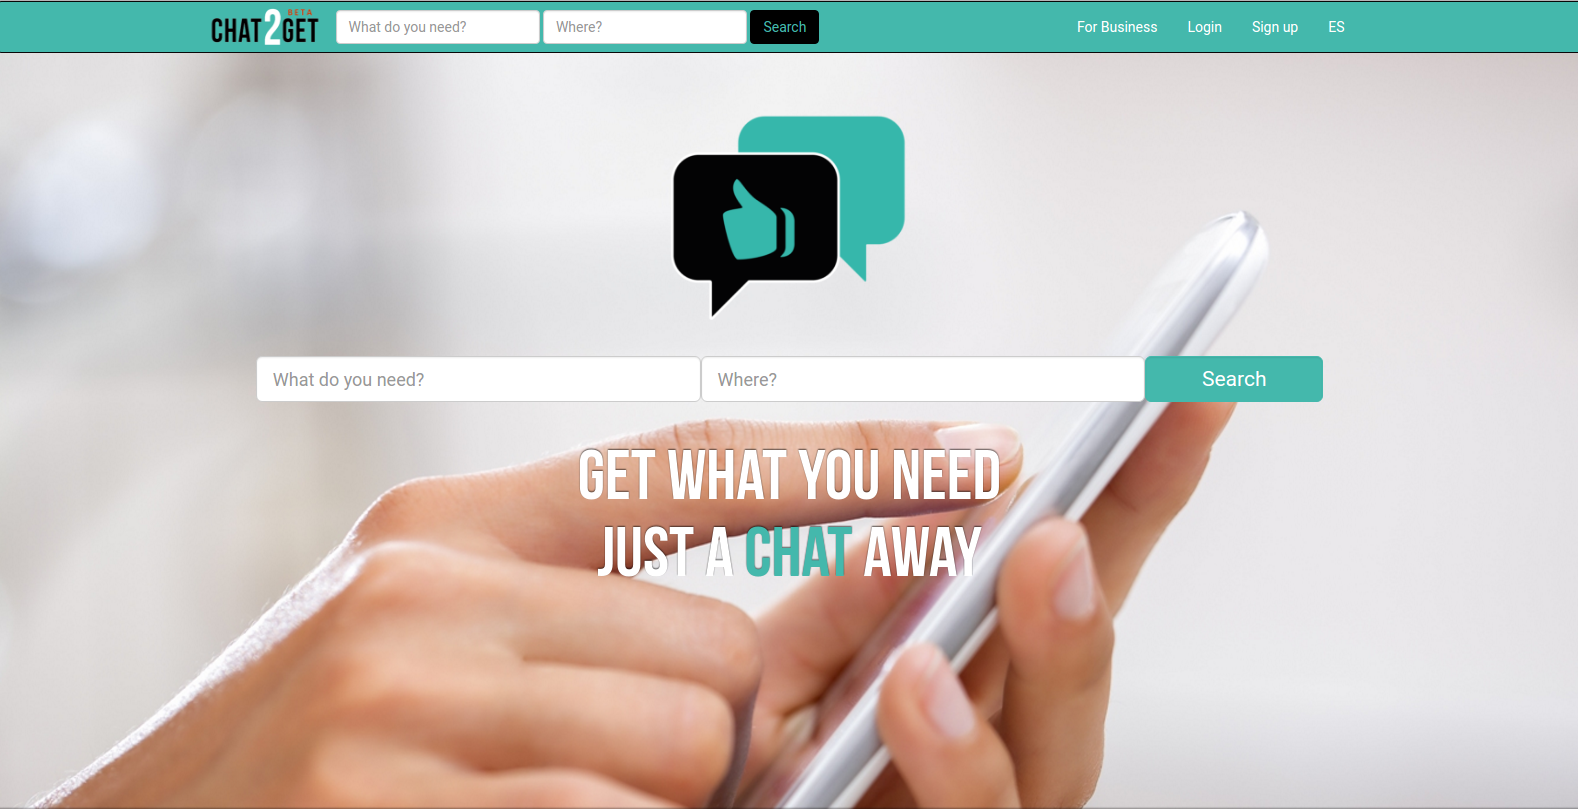 BETA
CHAT2GET What do you need? Where? Search For Business Login Sign up ES
What do you need? Where? Search
GET WHAT YOU NEED
JUST A CHAT AWAY